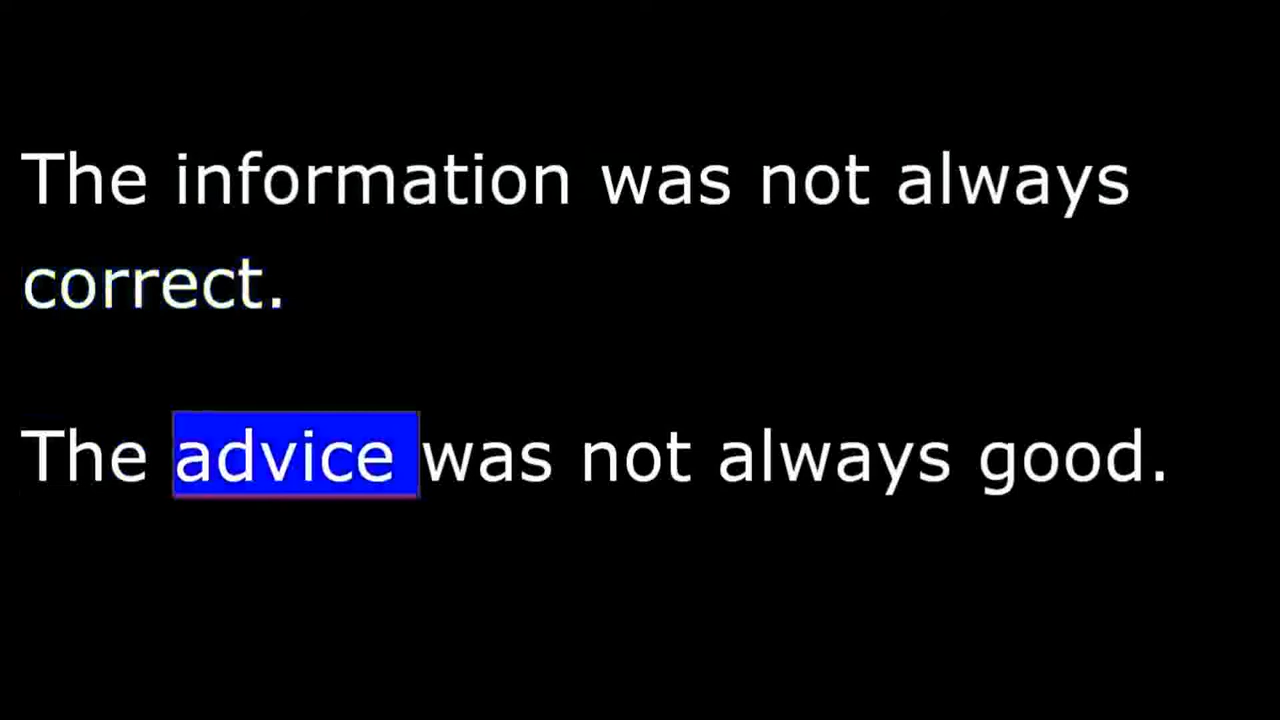 The information was not always
correct.
The advice was not always good.